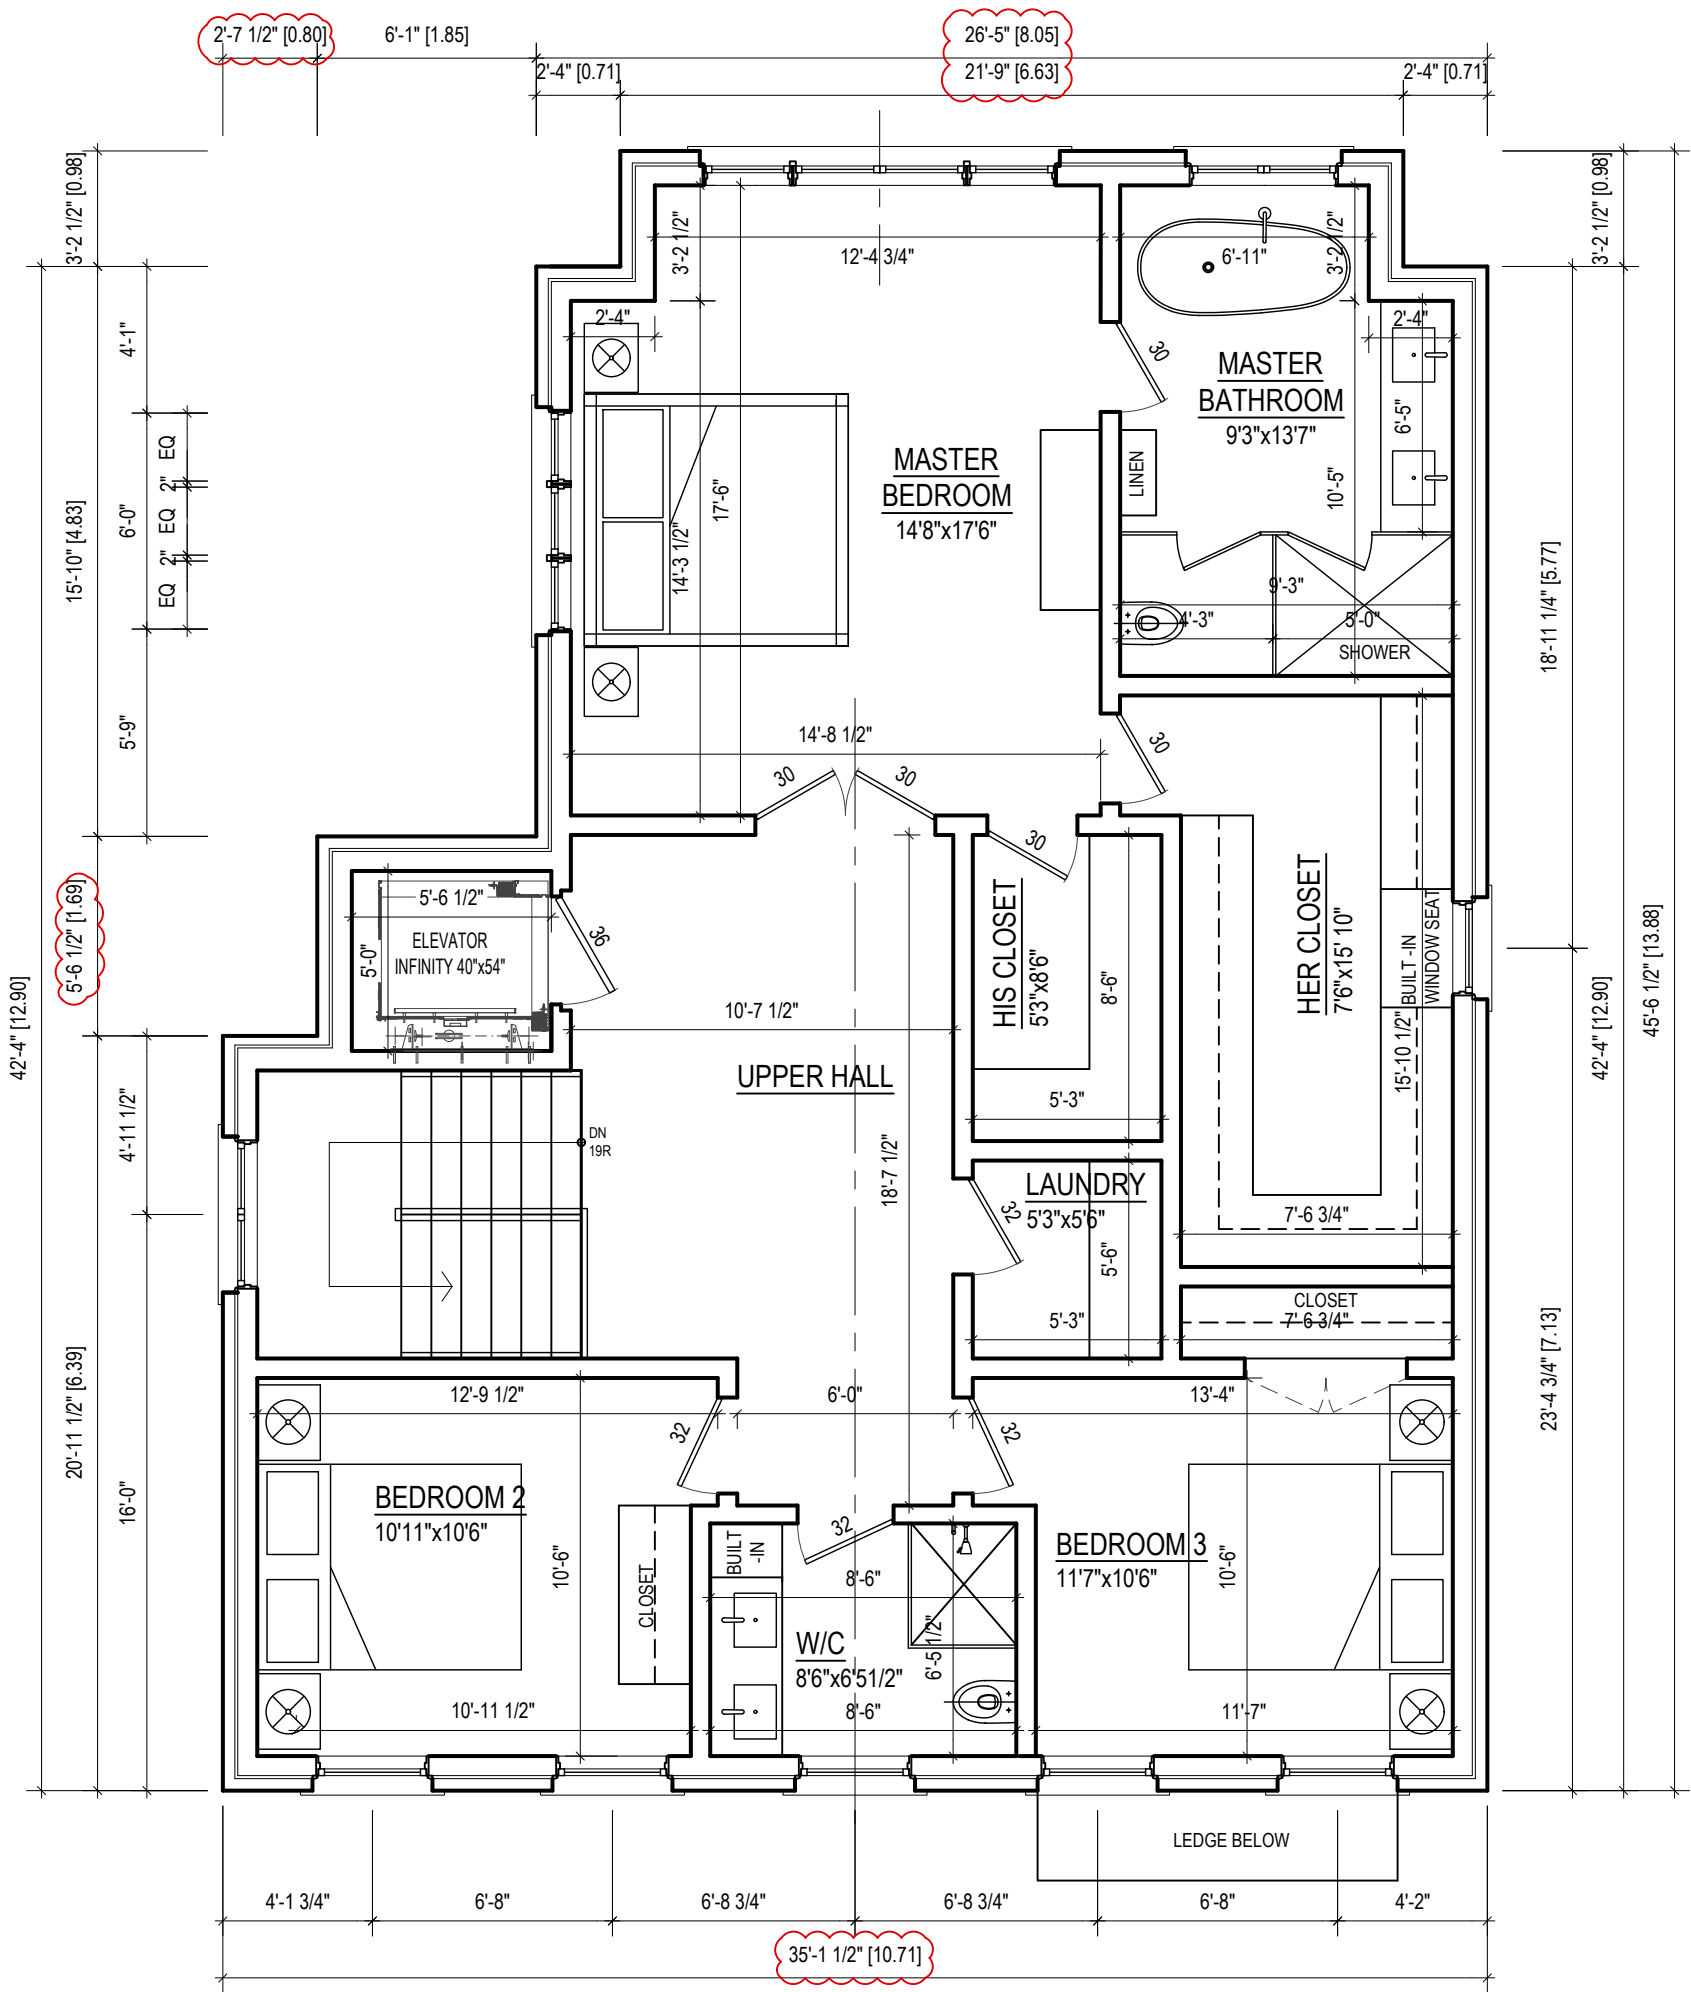 2'-7 1/2" [0.80]
6'-1" [1.85]
26'-5" [8.05]
2'-4" [0.71]
21'-9" [6.63]
2'-4" [0.71]
3'-2 1/2" [0.98]
3'-2 1/2" [0.98]
3'-2 1/2"
12'-4 3/4"
6'-11"
3'-2 1/2"
4'-1"
2'-4"
2'-4"
30
MASTER
BATHROOM
9'3"x13'7"
6'-5"
EQ
2"
EQ
2"
EQ
6'-0"
15'-10" [4.83]
MASTER
BEDROOM
14'8"x17'6"
LINEN
17'-6"
14'-3 1/2"
10'-5"
9'-3"
4'-3"
5'-0"
SHOWER
18'-11 1/4" [5.77]
5'-9"
14'-8 1/2"
30
30
30
30
5'-6 1/2" [1.69]
5'-6 1/2"
5'-0"
ELEVATOR
INFINITY 40"x54"
36
HIS CLOSET
5'3"x8'6"
8'-6"
HER CLOSET
7'6"x15' 10"
BUILT -IN
WINDOW SEAT
15'-10 1/2"
42'-4" [12.90]
42'-4" [12.90]
45'-6 1/2" [13.88]
10'-7 1/2"
UPPER HALL
5'-3"
4'-11 1/2"
DN
19R
18'-7 1/2"
LAUNDRY
5'3"x5'6"
32
5'-6"
7'-6 3/4"
CLOSET
7' 6 3/4"
5'-3"
20'-11 1/2" [6.39]
16'-0"
23'-4 3/4" [7.13]
12'-9 1/2"
6'-0"
13'-4"
32
32
BEDROOM 2
10'11"x10'6"
10'-6"
CLOSET
BUILT
-IN
32
8'-6"
6'-5 1/2"
W/C
8'6"x6'51/2"
8'-6"
BEDROOM 3
11'7"x10'6"
10'-6"
10'-11 1/2"
11'-7"
LEDGE BELOW
4'-1 3/4"
6'-8"
6'-8 3/4"
6'-8 3/4"
6'-8"
4'-2"
35'-1 1/2" [10.71]